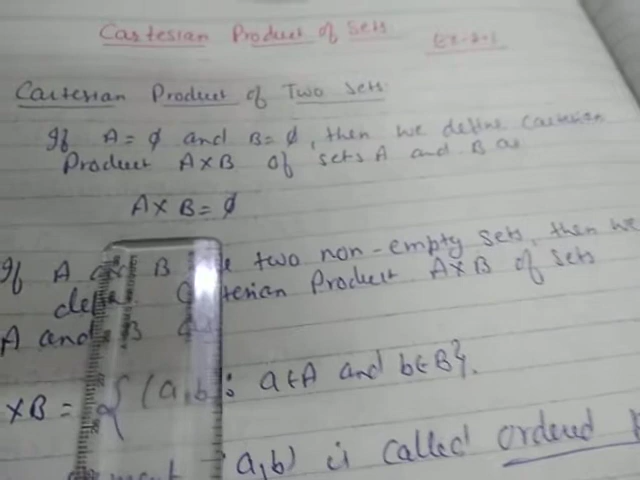 Cartesian Product of Sets
Ex-2.1
Cartesian Product of Two sets
If A = ∅ and B = ∅, then we define Cartesian
Product A×B of sets A and B as
A × B = ∅
If A and B two non-empty sets, then we
Cartesian Product A×B of sets
A and B as
×B = { (a,b): a∈A and b∈B}.
a,b) is called ordered